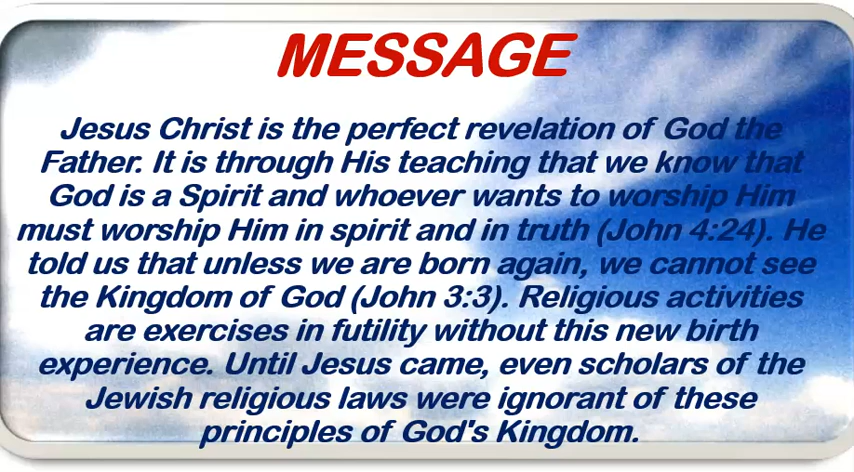 MESSAGE
Jesus Christ is the perfect revelation of God the
Father. It is through His teaching that we know that
God is a Spirit and whoever wants to worship Him
must worship Him in spirit and in truth (John 4:24). He
told us that unless we are born again, we cannot see
the Kingdom of God (John 3:3). Religious activities
are exercises in futility without this new birth
experience. Until Jesus came, even scholars of the
Jewish religious laws were ignorant of these
principles of God's Kingdom.